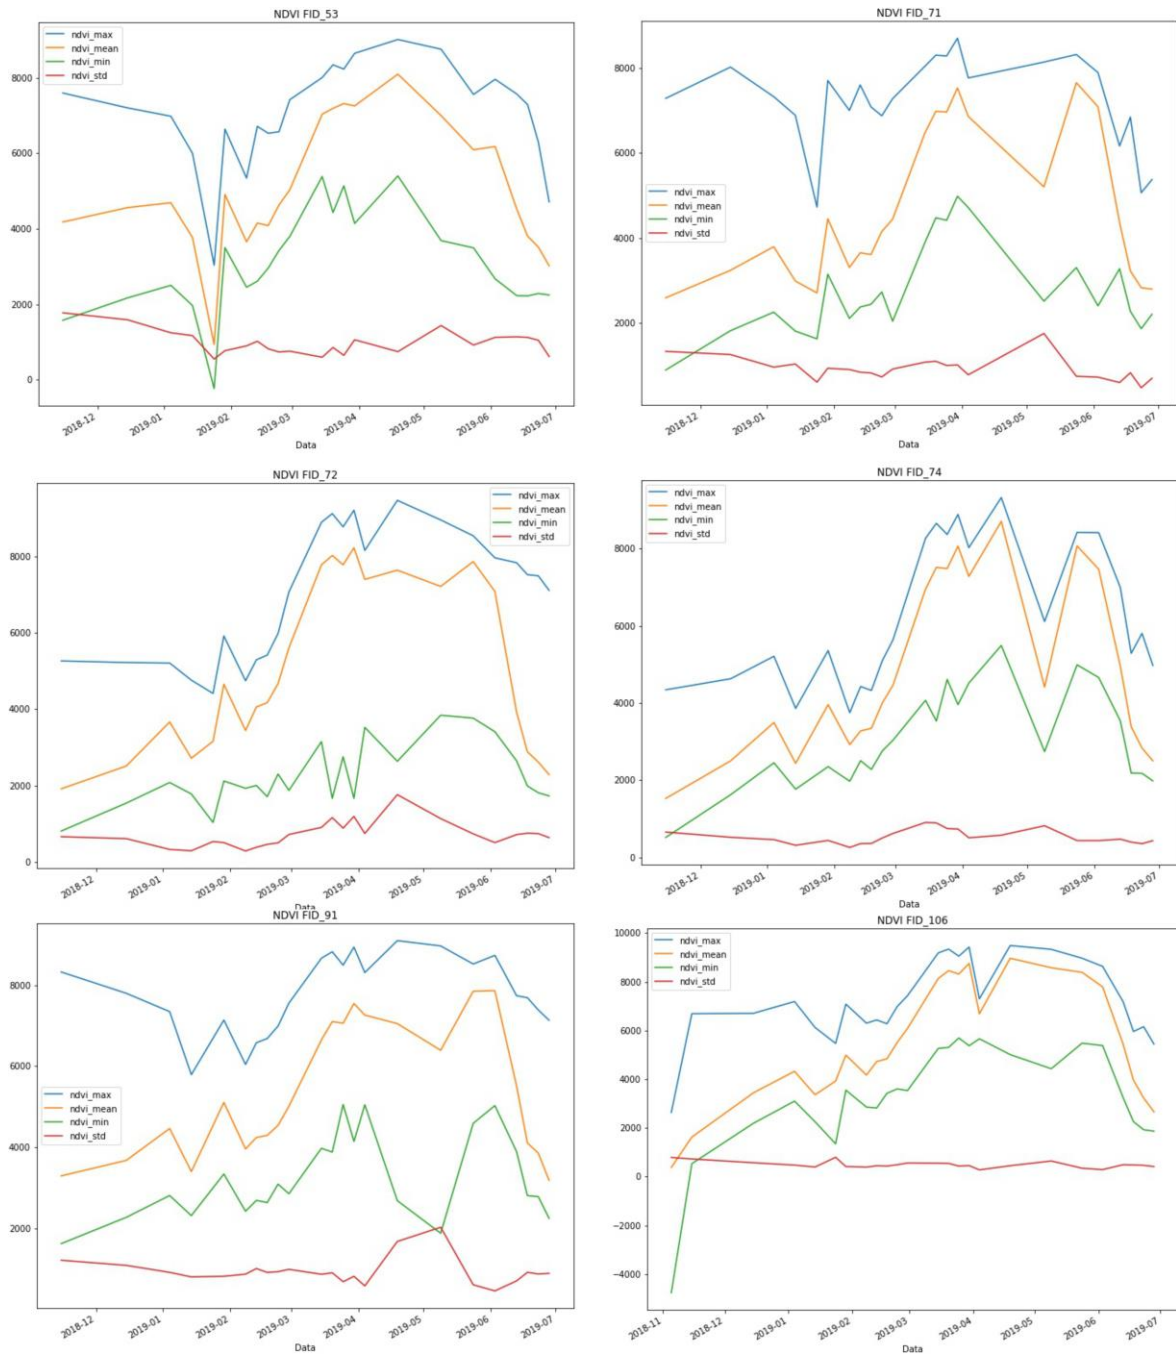 NDVI FID_53
ndvi_max
ndvi_mean
ndvi_min
ndvi_std
8000
6000
4000
2000
0
2018-12
2019-01
2019-02
2019-03
2019-04
2019-05
2019-06
2019-07
Data
NDVI FID_71
8000
6000
ndvi_max
ndvi_mean
ndvi_min
ndvi_std
4000
2000
2018-12
2019-01
2019-02
2019-03
2019-04
2019-05
2019-06
2019-07
Data
NDVI FID_72
ndvi_max
ndvi_mean
ndvi_min
ndvi_std
8000
6000
4000
2000
0
2018-12
2019-01
2019-02
2019-03
2019-04
2019-05
2019-06
2019-07
Data
NDVI FID_74
ndvi_max
ndvi_mean
ndvi_min
ndvi_std
8000
6000
4000
2000
0
2018-12
2019-01
2019-02
2019-03
2019-04
2019-05
2019-06
2019-07
Data
NDVI FID_91
8000
6000
ndvi_max
ndvi_mean
ndvi_min
ndvi_std
4000
2000
2018-12
2019-01
2019-02
2019-03
2019-04
2019-05
2019-06
2019-07
Data
NDVI FID_106
10000
ndvi_max
ndvi_mean
ndvi_min
ndvi_std
8000
6000
4000
2000
0
−2000
−4000
2018-11
2018-12
2019-01
2019-02
2019-03
2019-04
2019-05
2019-06
2019-07
Data